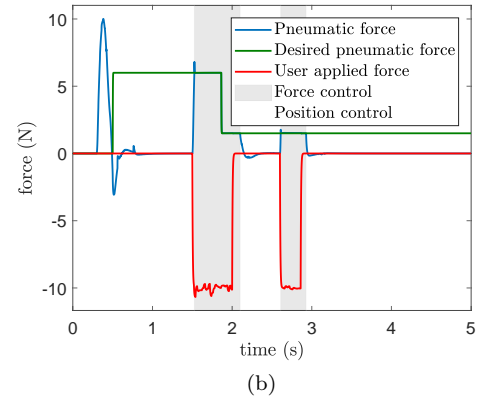 10
5
0
-5
-10
force (N)
Pneumatic force
Desired pneumatic force
User applied force
Force control
Position control
0 1 2 3 4 5
time (s)
(b)